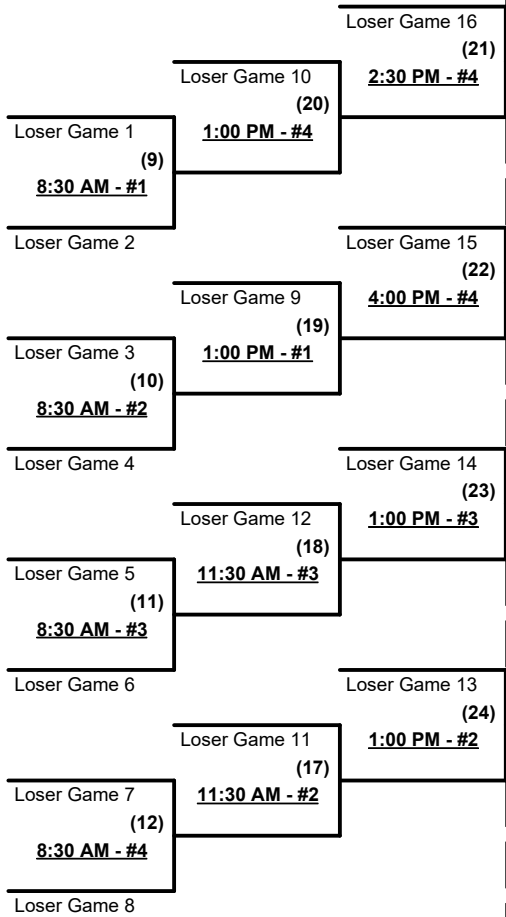 Loser Game 16
(21)
2:30 PM - #4
Loser Game 10
(20)
1:00 PM - #4
Loser Game 1
(9)
8:30 AM - #1
Loser Game 2
Loser Game 15
(22)
4:00 PM - #4
Loser Game 9
(19)
1:00 PM - #1
Loser Game 3
(10)
8:30 AM - #2
Loser Game 4
Loser Game 14
(23)
1:00 PM - #3
Loser Game 12
(18)
11:30 AM - #3
Loser Game 5
(11)
8:30 AM - #3
Loser Game 6
Loser Game 13
(24)
1:00 PM - #2
Loser Game 11
(17)
11:30 AM - #2
Loser Game 7
(12)
8:30 AM - #4
Loser Game 8